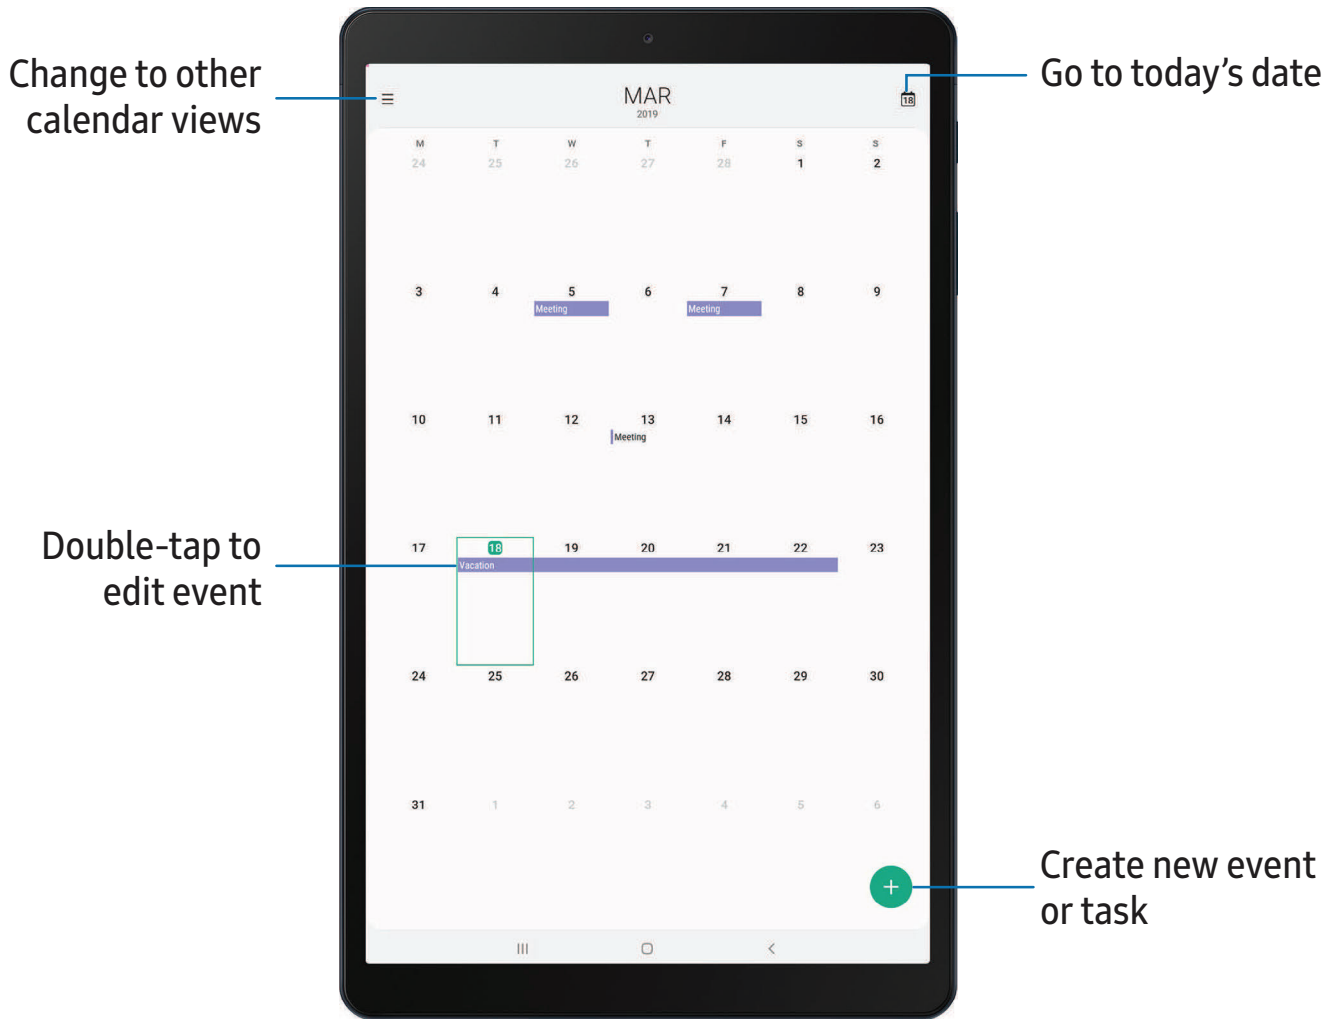 Change to other
calendar views
Go to today’s date
MAR
2019
18
M T W T F S S
24 25 26 27 28 1 2
3 4 5 6 7 8 9
Meeting Meeting
10 11 12 13 14 15 16
Meeting
Double-tap to
edit event
17 18 19 20 21 22 23
Vacation
24 25 26 27 28 29 30
31 1 2 3 4 5 6
Create new event
or task